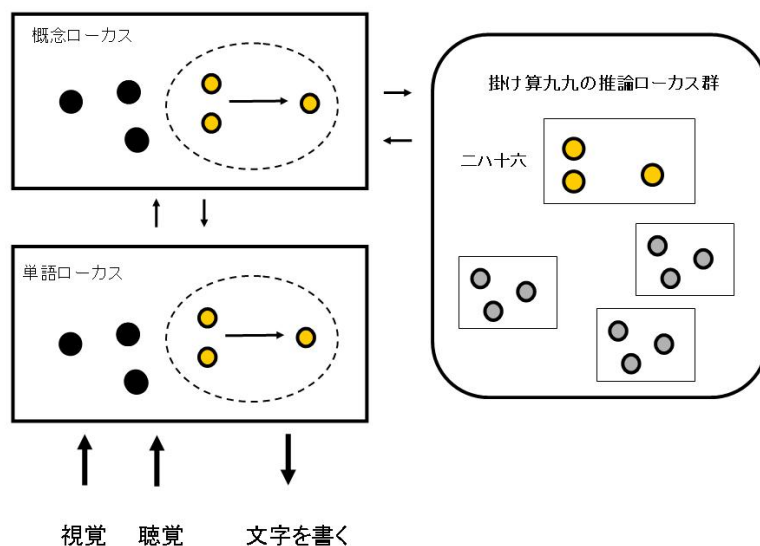 概念ローカス
掛け算九九の推論ローカス群
二ハ十六
単語ローカス
視覚
聴覚
文字を書く